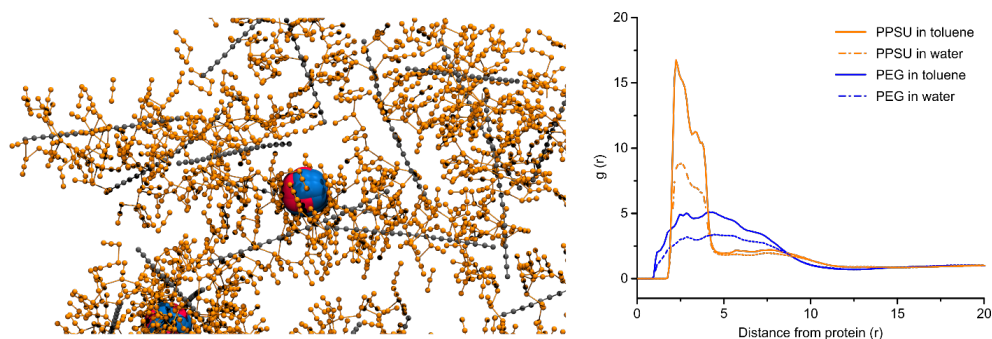 PPSU in toluene
PPSU in water
PEG in toluene
PEG in water
20
15
10
5
0
g (r)
0 5 10 15 20
Distance from protein (r)